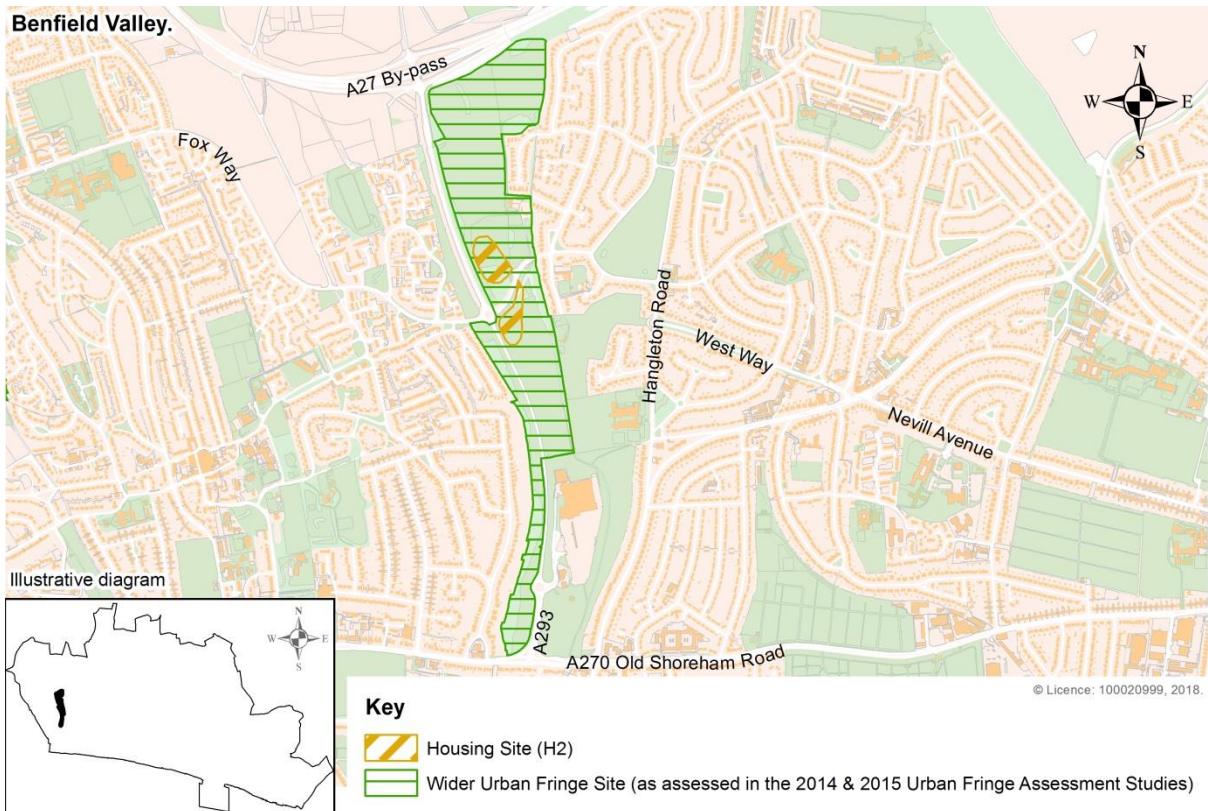 Benfield Valley.
N
W E
S
A27 By-pass
Fox Way
Hangleton Road
West Way
Nevill Avenue
A293
A270 Old Shoreham Road
Illustrative diagram
N
W E
S
© Licence: 100020999, 2018.
Key
Housing Site (H2)
Wider Urban Fringe Site (as assessed in the 2014 & 2015 Urban Fringe Assessment Studies)